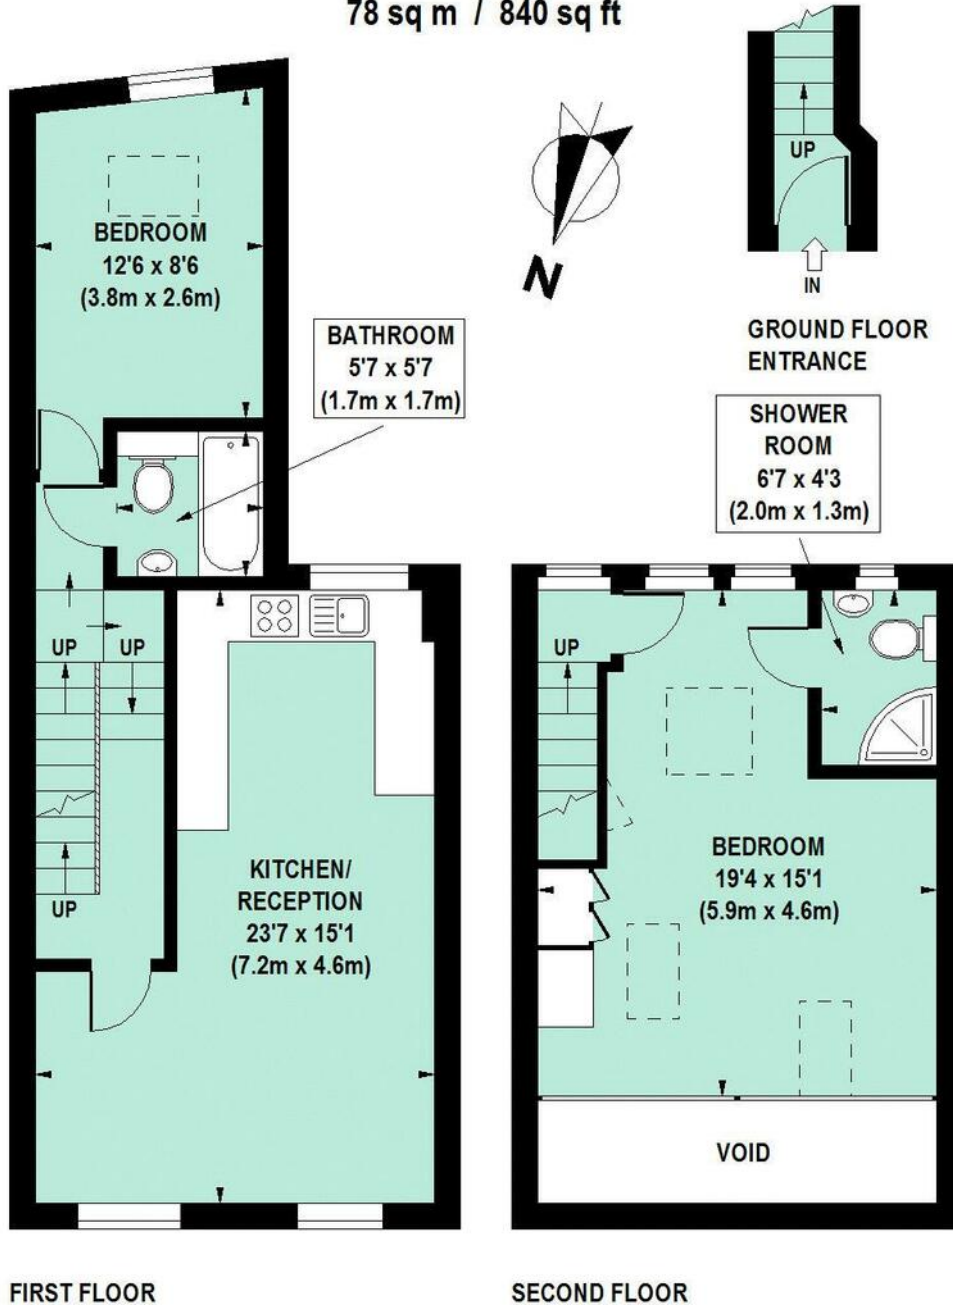 78 sq m / 840 sq ft
UP
IN
GROUND FLOOR
ENTRANCE
N
BEDROOM
12'6 x 8'6
(3.8m x 2.6m)
BATHROOM
5'7 x 5'7
(1.7m x 1.7m)
SHOWER
ROOM
6'7 x 4'3
(2.0m x 1.3m)
UP
UP
UP
KITCHEN/
RECEPTION
23'7 x 15'1
(7.2m x 4.6m)
UP
BEDROOM
19'4 x 15'1
(5.9m x 4.6m)
VOID
FIRST FLOOR
SECOND FLOOR